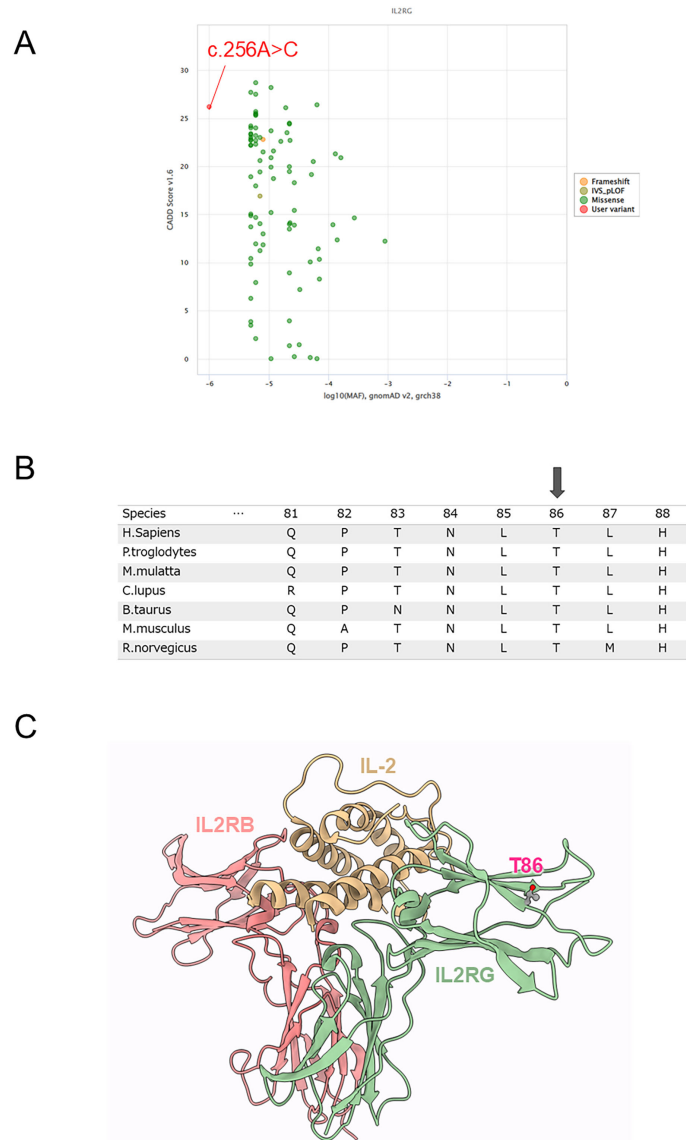 IL2RG
A
c.256A>C
30
25
20
15
10
5
0
CADD Score v1.6
-6
-5
-4
-3
-2
-1
0
log10(MAF), gnomAD v2, grch38
Frameshift
IVS_pLOF
Missense
User variant
B
Species ... 81 82 83 84 85 86 87 88
H.Sapiens Q P T N L T L H
P.troglodytes Q P T N L T L H
M.mulatta Q P T N L T L H
C.lupus R P T N L T L H
B.taurus Q P N N L T L H
M.musculus Q A T N L T L H
R.norvegicus Q P T N L T M H
C
IL-2
IL2RB
T86
IL2RG